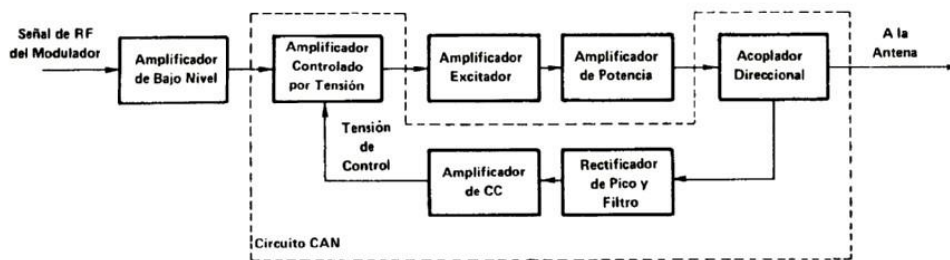 Señal de RF
del Modulador
Amplificador
de Bajo Nivel
Amplificador
Controlado
por Tensión
Amplificador
Excitador
Amplificador
de Potencia
Acoplador
Direccional
A la
Antena
Tensión
de
Control
Amplificador
de CC
Rectificador
de Pico y
Filtro
Circuito CAN